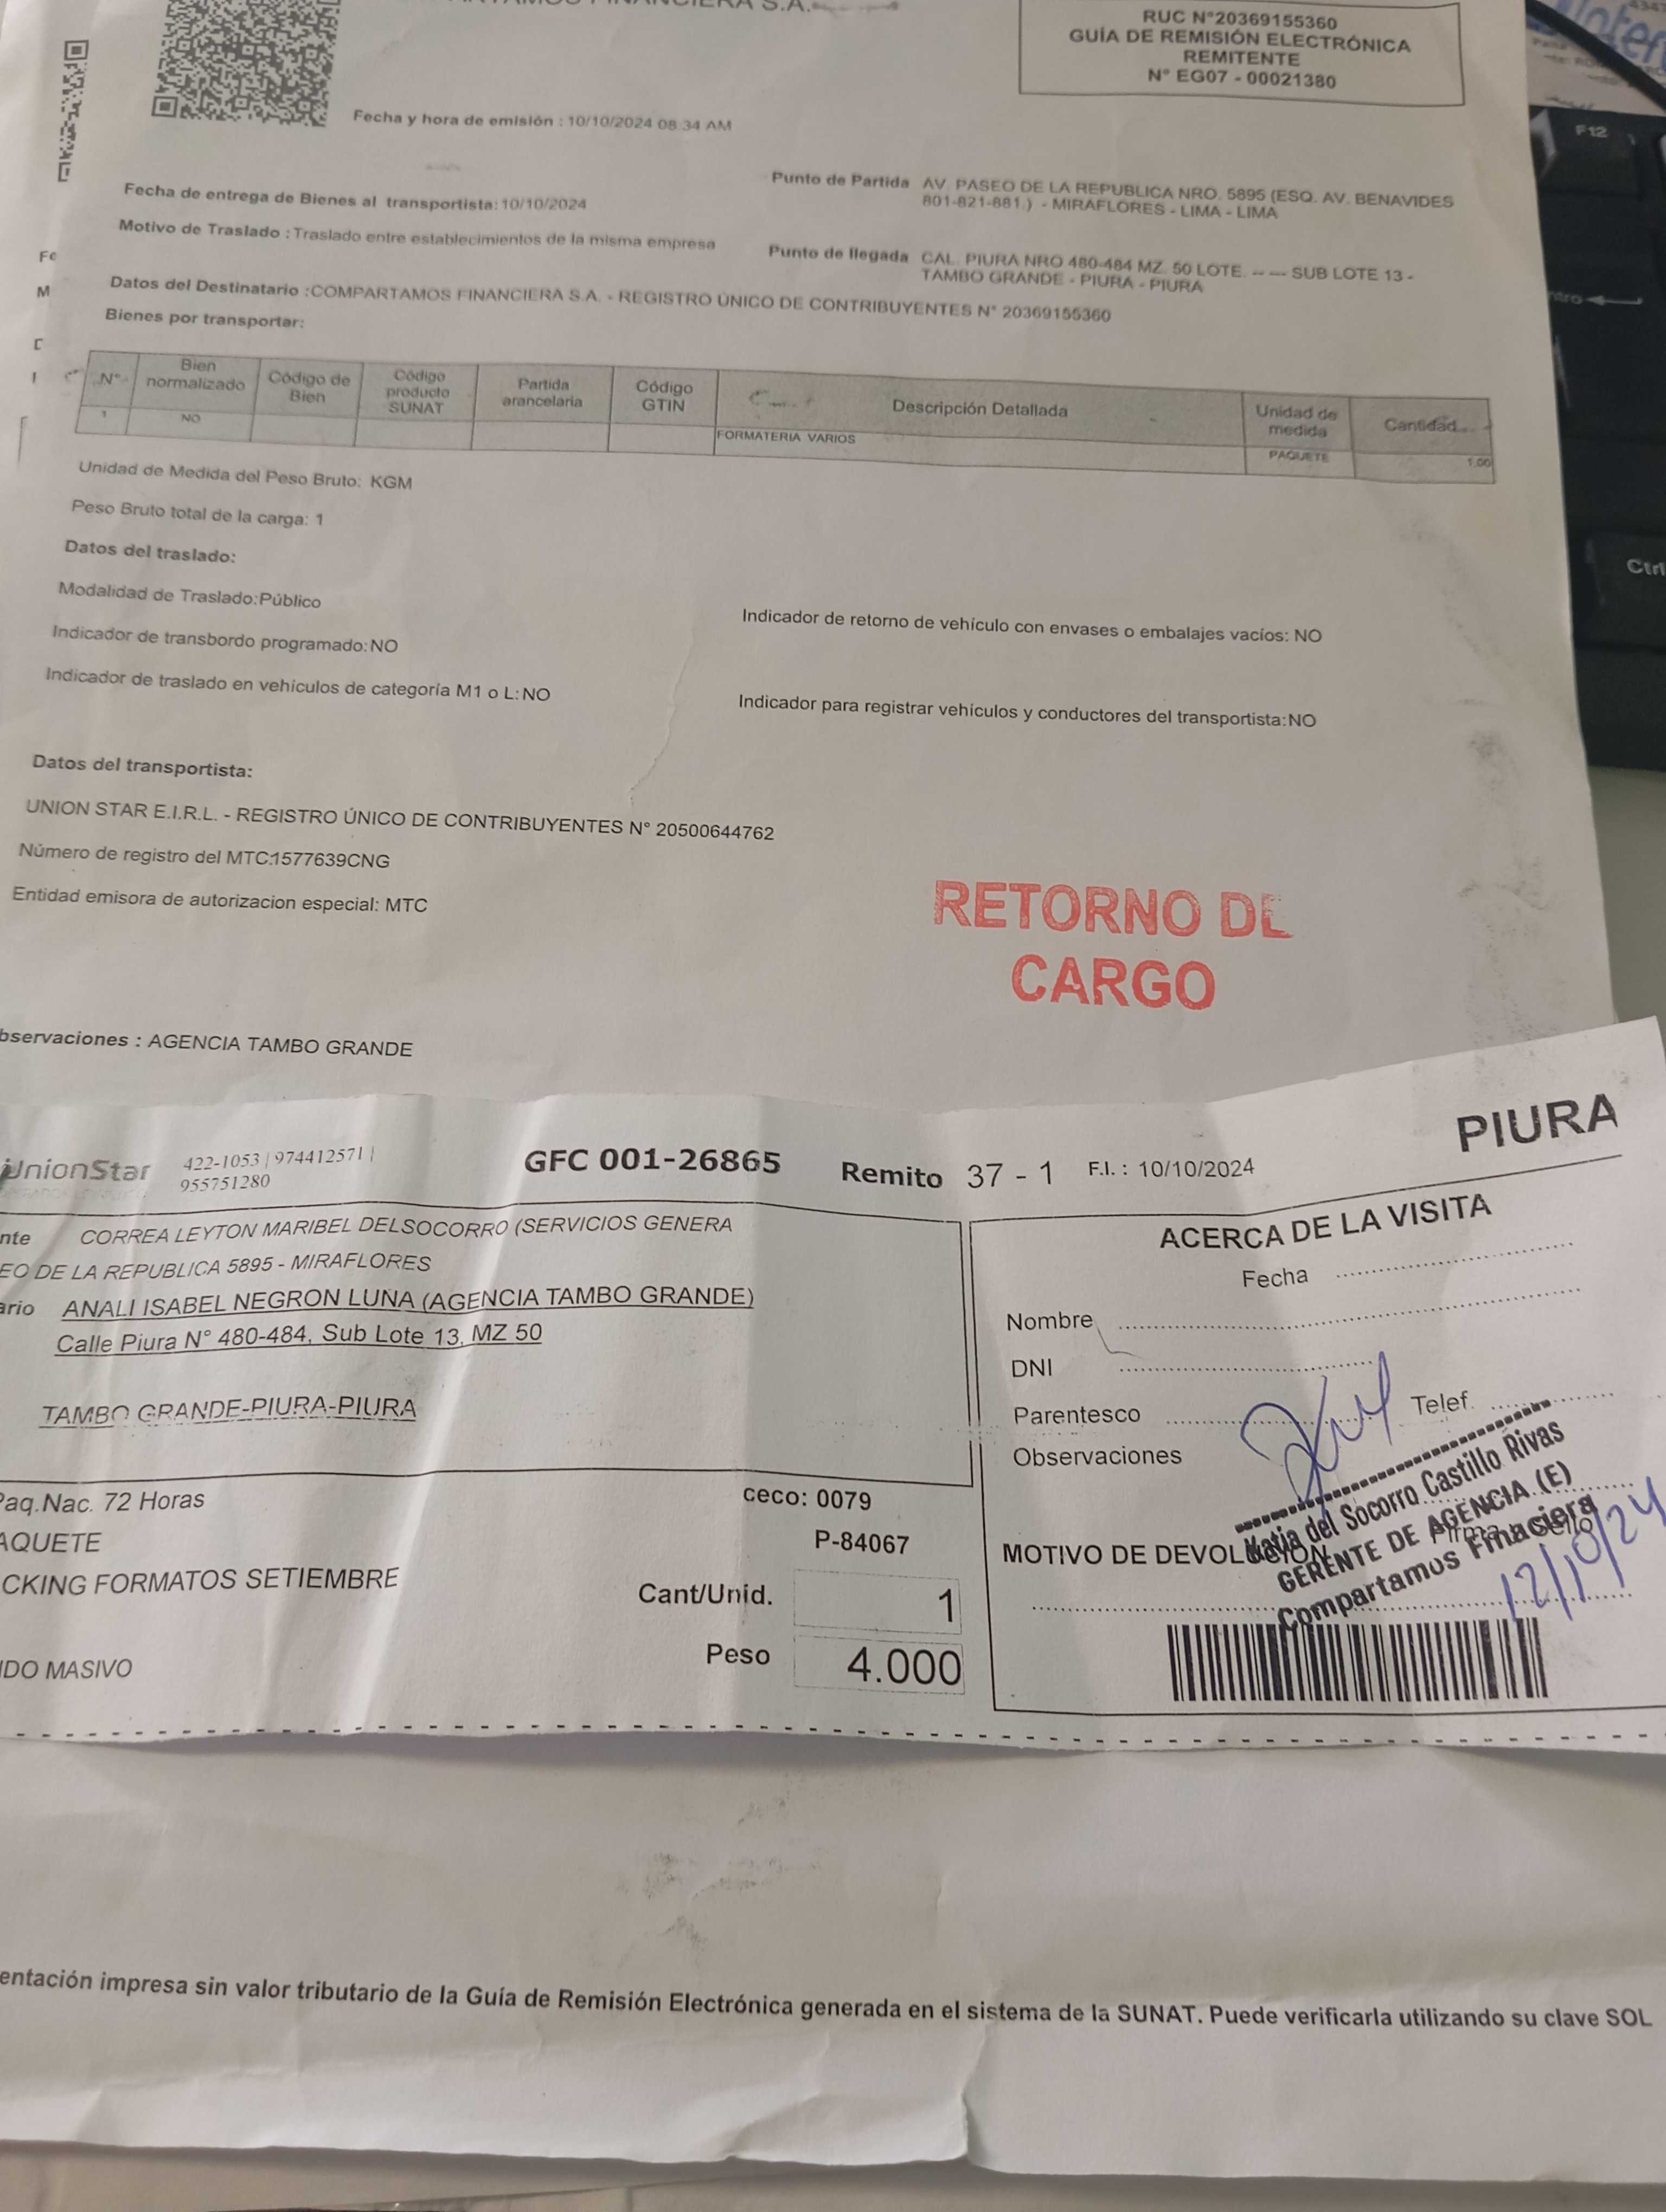 FINANCIERA S.A.
RUC N°20369155360
GUÍA DE REMISIÓN ELECTRÓNICA
REMITENTE
N° EG07 - 00021380
Fecha y hora de emisión : 10/10/2024 08:34 AM
Fecha de entrega de Bienes al transportista:10/10/2024
Punto de Partida AV. PASEO DE LA REPUBLICA NRO. 5895 (ESQ. AV. BENAVIDES
801-821-881.) - MIRAFLORES - LIMA - LIMA
Motivo de Traslado :Traslado entre establecimientos de la misma empresa
Punto de llegada CAL. PIURA NRO 480-484 MZ. 50 LOTE. -- --- SUB LOTE 13 -
TAMBO GRANDE - PIURA - PIURA
Datos del Destinatario :COMPARTAMOS FINANCIERA S.A. - REGISTRO ÚNICO DE CONTRIBUYENTES N° 20369155360
Bienes por transportar:
N° Bien normalizado Código de Bien Código producto SUNAT Partida arancelaria Código GTIN Descripción Detallada Unidad de medida Cantidad
1 NO FORMATERIA VARIOS PAQUETE 1.00
Unidad de Medida del Peso Bruto: KGM
Peso Bruto total de la carga: 1
Datos del traslado:
Modalidad de Traslado:Público
Indicador de retorno de vehículo con envases o embalajes vacíos: NO
Indicador de transbordo programado:NO
Indicador de traslado en vehículos de categoría M1 o L:NO
Indicador para registrar vehículos y conductores del transportista:NO
Datos del transportista:
UNION STAR E.I.R.L. - REGISTRO ÚNICO DE CONTRIBUYENTES N° 20500644762
Número de registro del MTC:1577639CNG
Entidad emisora de autorizacion especial: MTC
RETORNO DE
CARGO
bservaciones : AGENCIA TAMBO GRANDE
PIURA
UnionStar 422-1053 | 974412571 |
955751280
GFC 001-26865 Remito 37 - 1 F.I. : 10/10/2024
nte CORREA LEYTON MARIBEL DELSOCORRO (SERVICIOS GENERA
EO DE LA REPUBLICA 5895 - MIRAFLORES
ario ANALI ISABEL NEGRON LUNA (AGENCIA TAMBO GRANDE)
Calle Piura N° 480-484, Sub Lote 13, MZ 50
TAMBO GRANDE-PIURA-PIURA
Paq.Nac. 72 Horas
ceco: 0079
AQUETE
P-84067
CKING FORMATOS SETIEMBRE
Cant/Unid. 1
IDO MASIVO
Peso 4.000
ACERCA DE LA VISITA
Fecha
Nombre
DNI
Parentesco Telef.
Observaciones
Firma y Sello
MOTIVO DE DEVOLUCION
Katia del Socorro Castillo Rivas
GERENTE DE AGENCIA (E)
Compartamos Financiera
12/10/24
entación impresa sin valor tributario de la Guía de Remisión Electrónica generada en el sistema de la SUNAT. Puede verificarla utilizando su clave SOL
F12
Ctrl